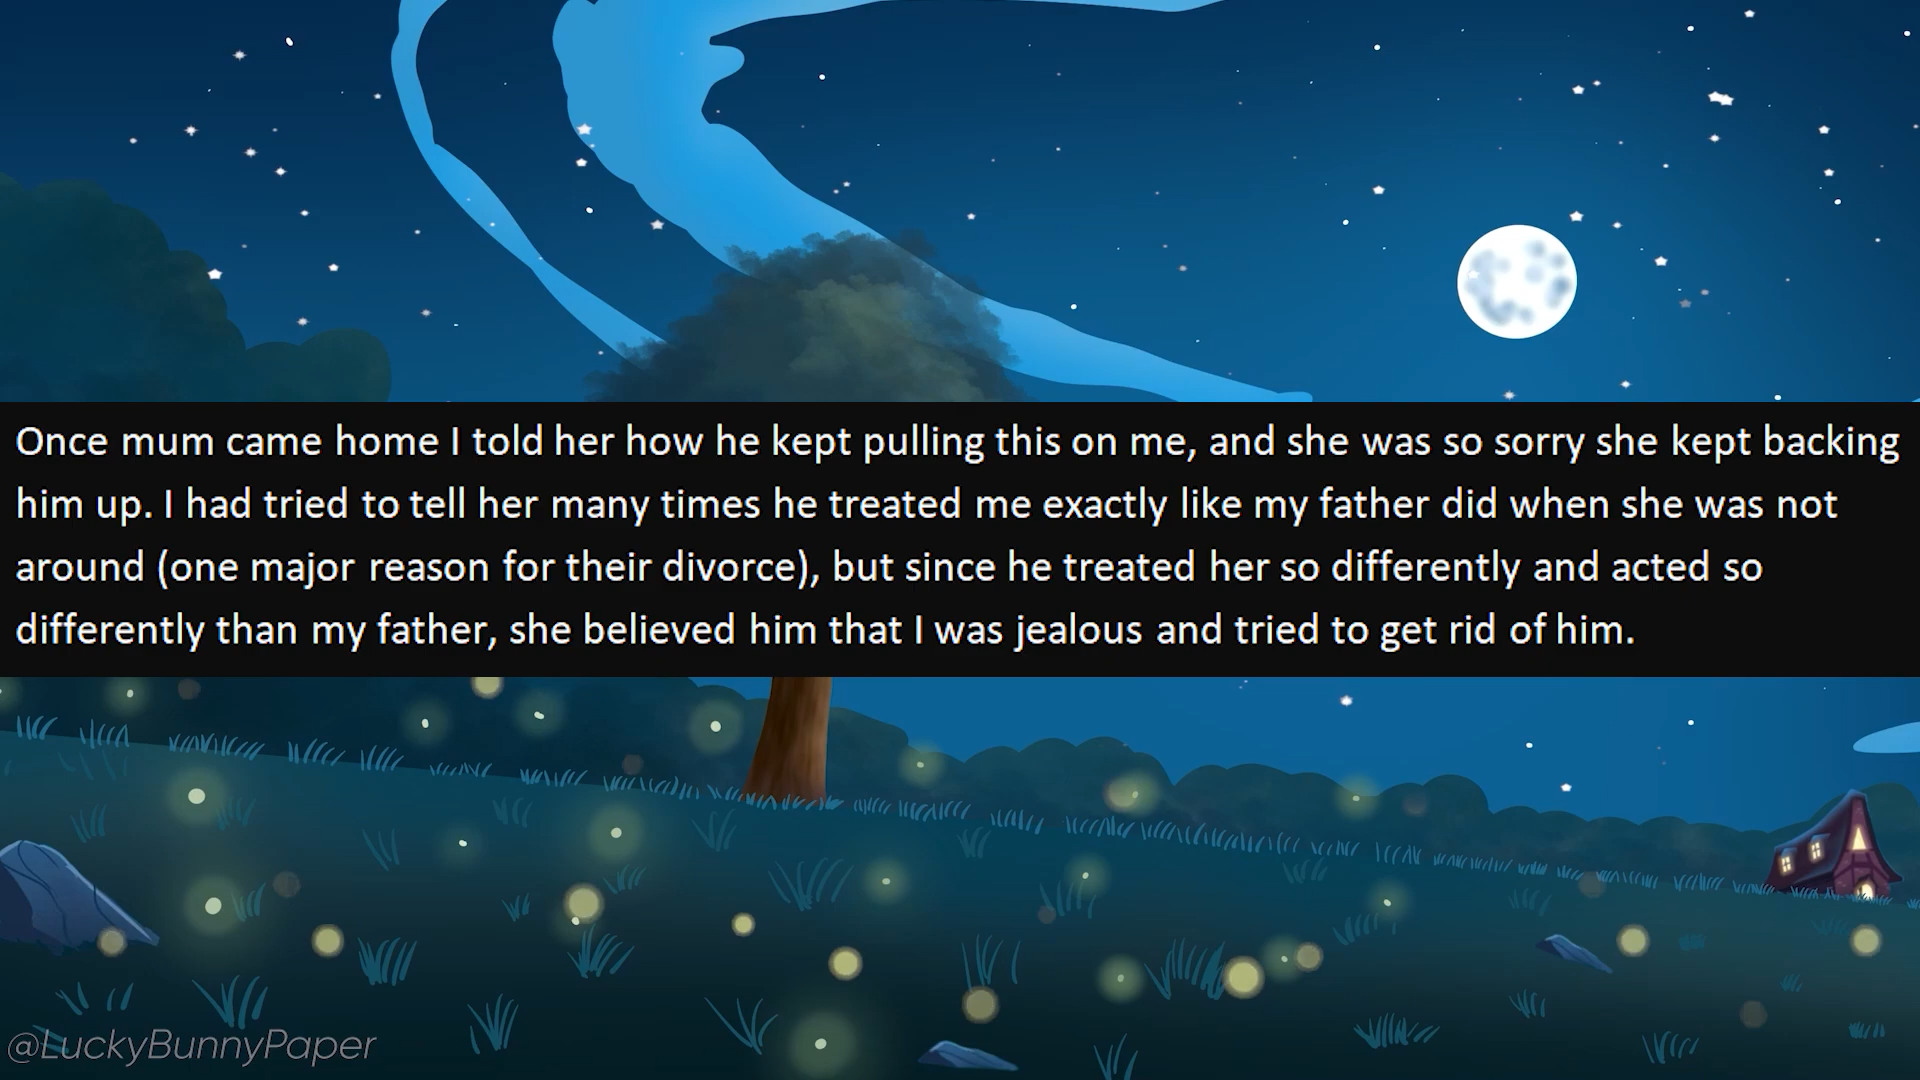 Once mum came home I told her how he kept pulling this on me, and she was so sorry she kept backing
him up. I had tried to tell her many times he treated me exactly like my father did when she was not
around (one major reason for their divorce), but since he treated her so differently and acted so
differently than my father, she believed him that I was jealous and tried to get rid of him.
@LuckyBunnyPaper